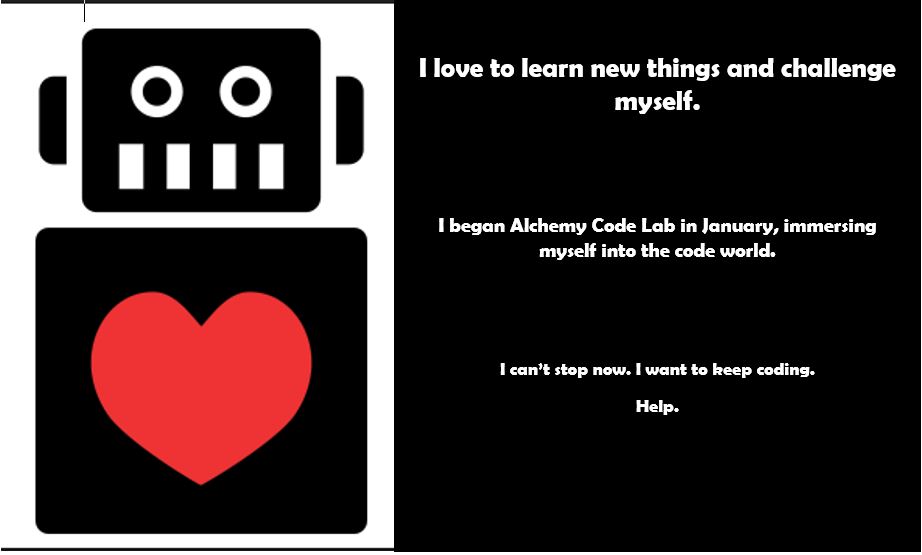 I love to learn new things and challenge
myself.
I began Alchemy Code Lab in January, immersing
myself into the code world.
I can’t stop now. I want to keep coding.
Help.